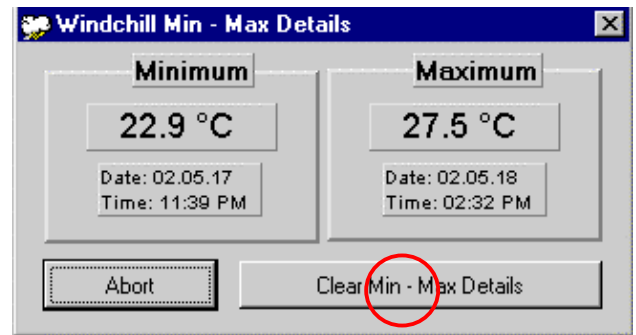 Windchill Min - Max Details
Minimum
22.9 °C
Date: 02.05.17
Time: 11:39 PM
Maximum
27.5 °C
Date: 02.05.18
Time: 02:32 PM
Abort
Clear Min - Max Details